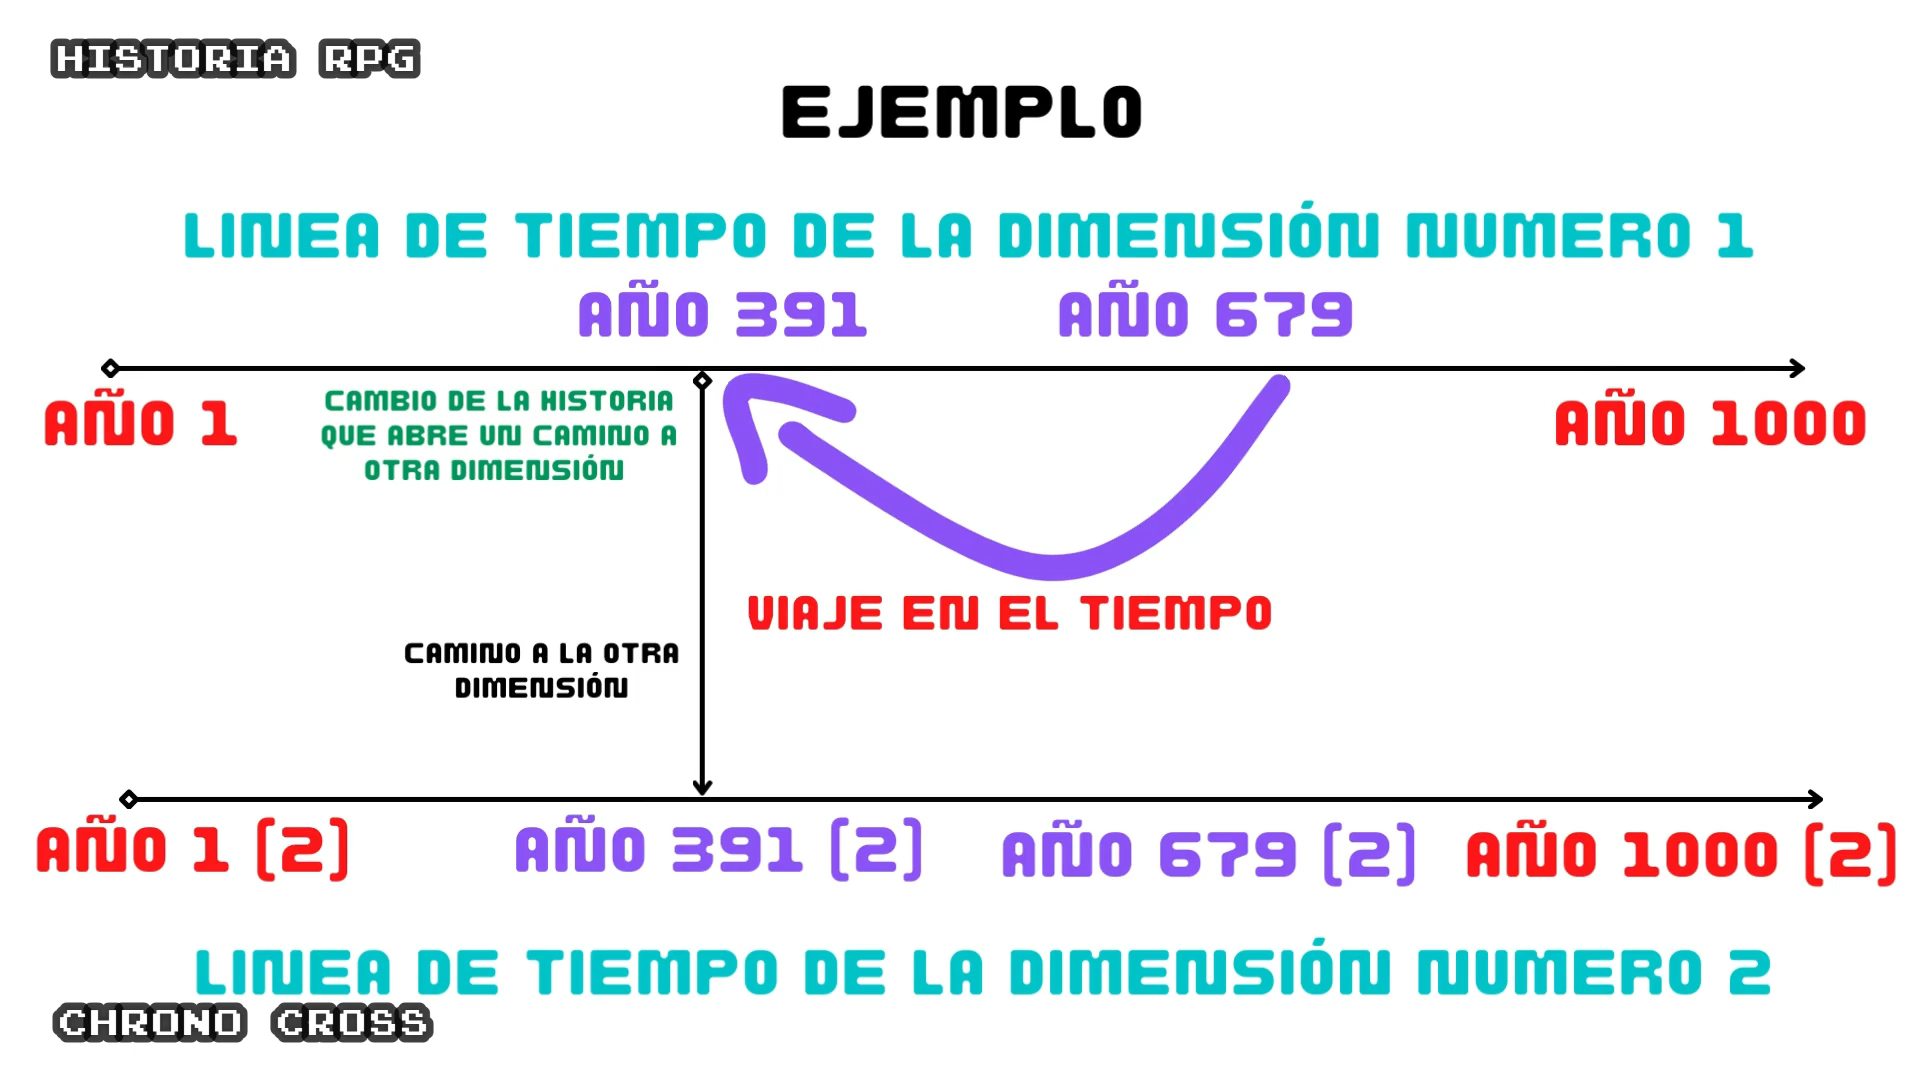 HISTORIA RPG
EJEMPLO
LINEA DE TIEMPO DE LA DIMENSIÓN NUMERO 1
AÑO 391
AÑO 679
AÑO 1
CAMBIO DE LA HISTORIA
QUE ABRE UN CAMINO A
OTRA DIMENSIÓN
AÑO 1000
VIAJE EN EL TIEMPO
CAMINO A LA OTRA
DIMENSIÓN
AÑO 1 (2)
AÑO 391 (2)
AÑO 679 (2)
AÑO 1000 (2)
LINEA DE TIEMPO DE LA DIMENSIÓN NUMERO 2
CHRONO CROSS